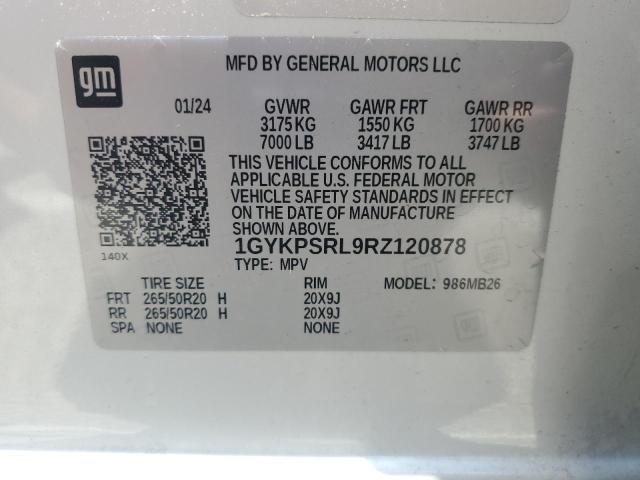 gm
MFD BY GENERAL MOTORS LLC
01/24 GVWR GAWR FRT GAWR RR
3175 KG 1550 KG 1700 KG
7000 LB 3417 LB 3747 LB
THIS VEHICLE CONFORMS TO ALL
APPLICABLE U.S. FEDERAL MOTOR
VEHICLE SAFETY STANDARDS IN EFFECT
ON THE DATE OF MANUFACTURE
SHOWN ABOVE.
140X
1GYKPSRL9RZ120878
TYPE: MPV
TIRE SIZE RIM MODEL: 986MB26
FRT 265/50R20 H 20X9J
RR 265/50R20 H 20X9J
SPA NONE NONE